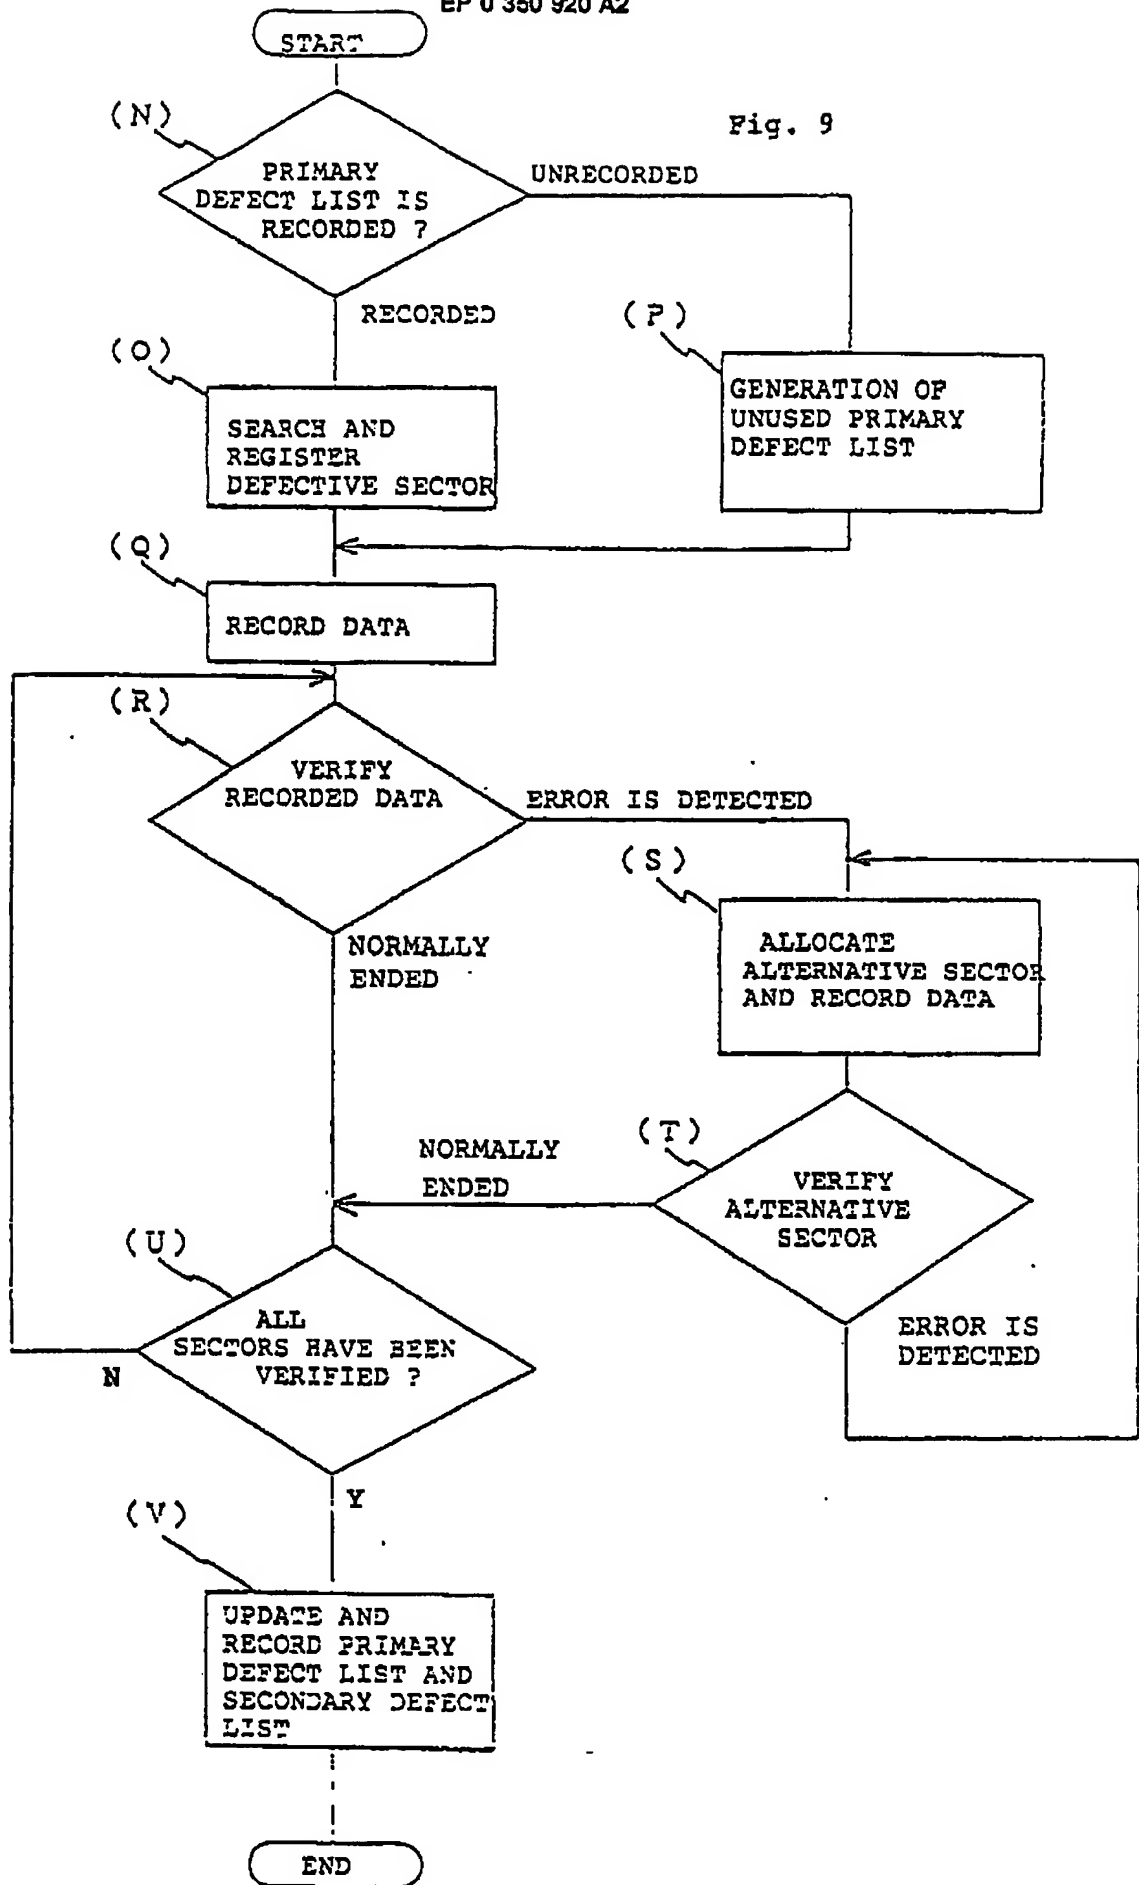 EP 0 350 920 A2
START
(N)
Fig. 9
PRIMARY
DEFECT LIST IS
RECORDED ?
UNRECORDED
RECORDED
(O)
(P)
SEARCH AND
REGISTER
DEFECTIVE SECTOR
GENERATION OF
UNUSED PRIMARY
DEFECT LIST
(Q)
RECORD DATA
(R)
VERIFY
RECORDED DATA
ERROR IS DETECTED
(S)
NORMALLY
ENDED
ALLOCATE
ALTERNATIVE SECTOR
AND RECORD DATA
(T)
NORMALLY
ENDED
VERIFY
ALTERNATIVE
SECTOR
(U)
ALL
SECTORS HAVE BEEN
VERIFIED ?
N
ERROR IS
DETECTED
Y
(V)
UPDATE AND
RECORD PRIMARY
DEFECT LIST AND
SECONDARY DEFECT
LIST
END